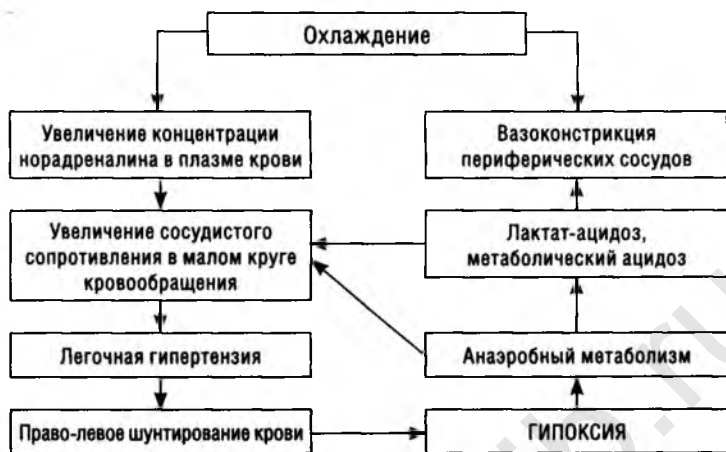 Охлаждение
Увеличение концентрации
норадреналина в плазме крови
Вазоконстрикция
периферических сосудов
Увеличение сосудистого
сопротивления в малом круге
кровообращения
Лактат-ацидоз,
метаболический ацидоз
Легочная гипертензия
Анаэробный метаболизм
Право-левое шунтирование крови
ГИПОКСИЯ